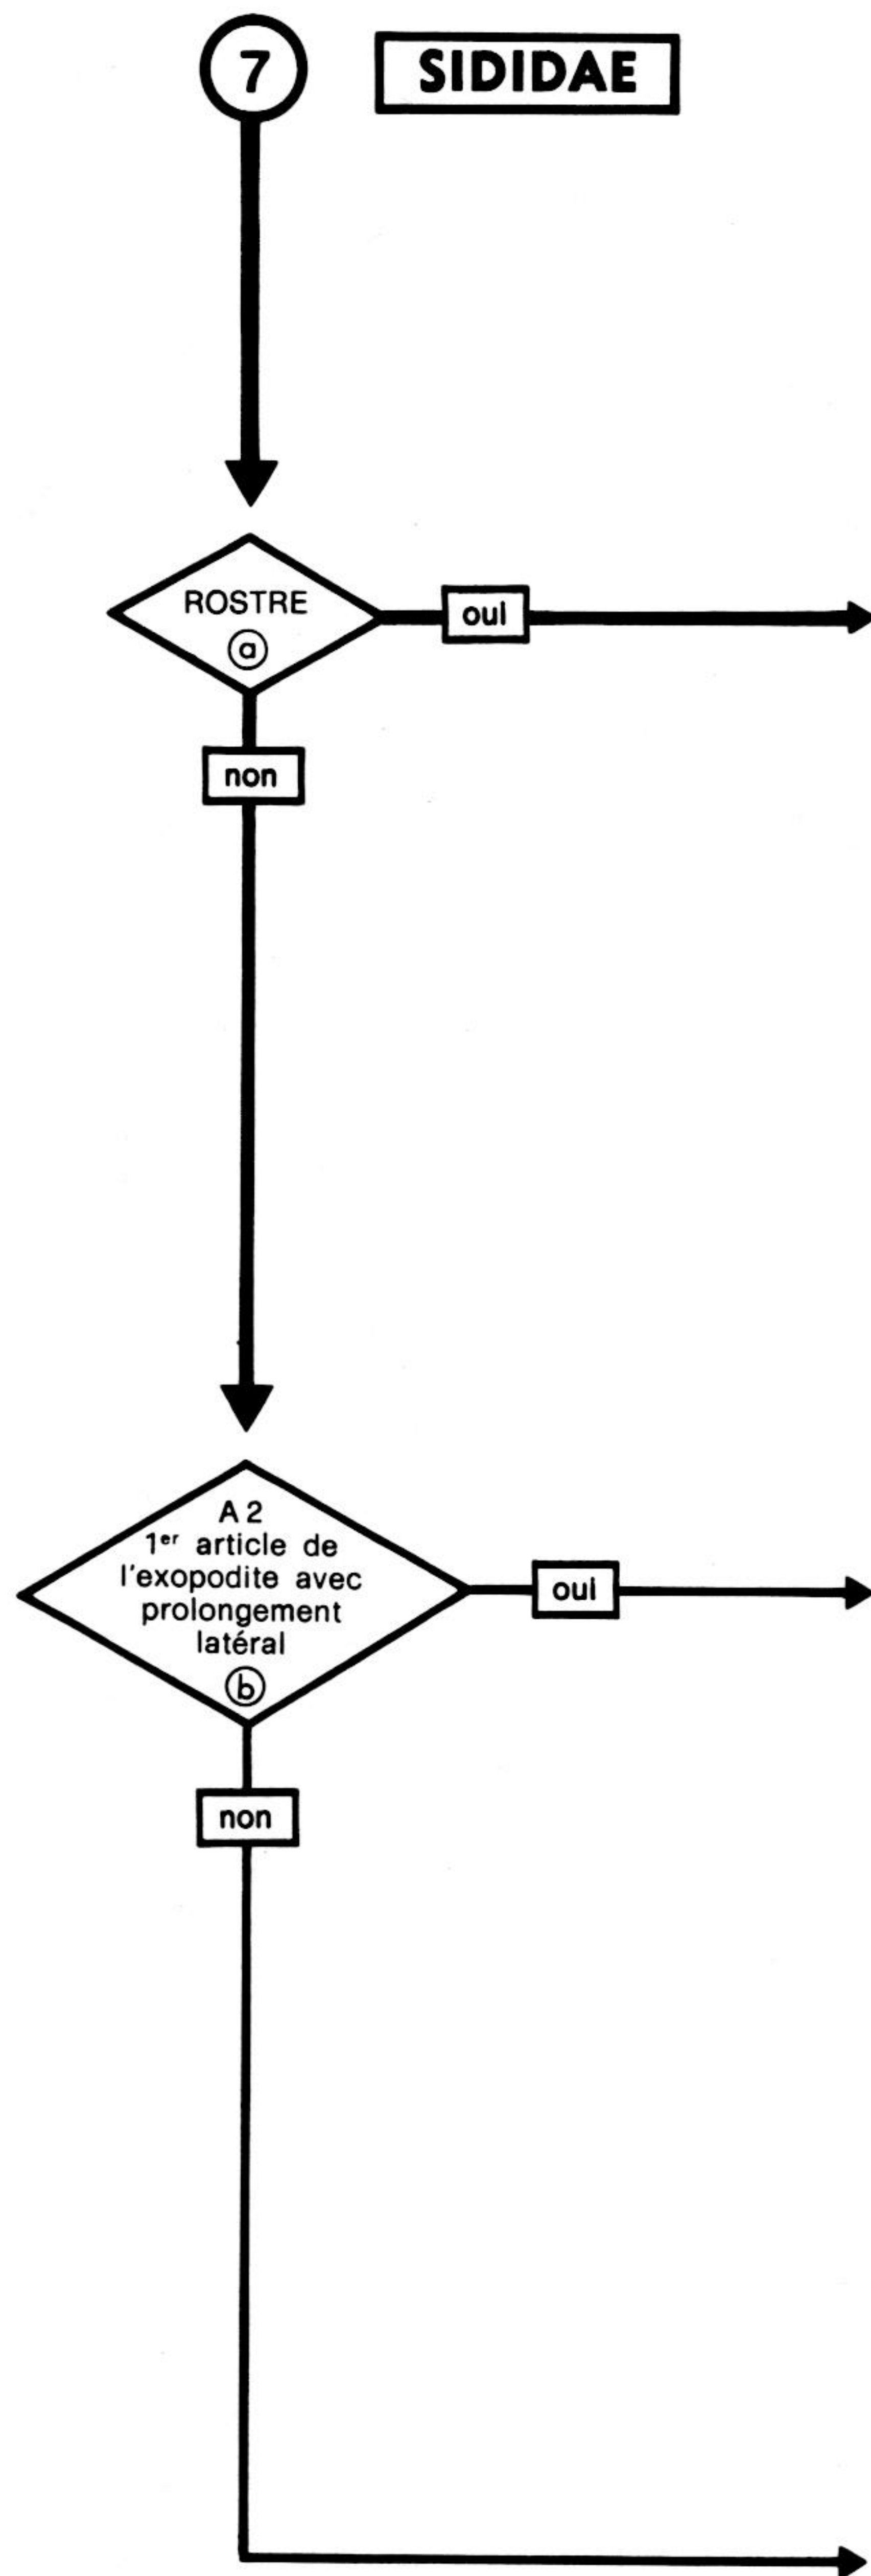 7 SIDIDAE
ROSTRE
a
oui
non
A 2
1er article de
l'exopodite avec
prolongement
latéral
b
oui
non